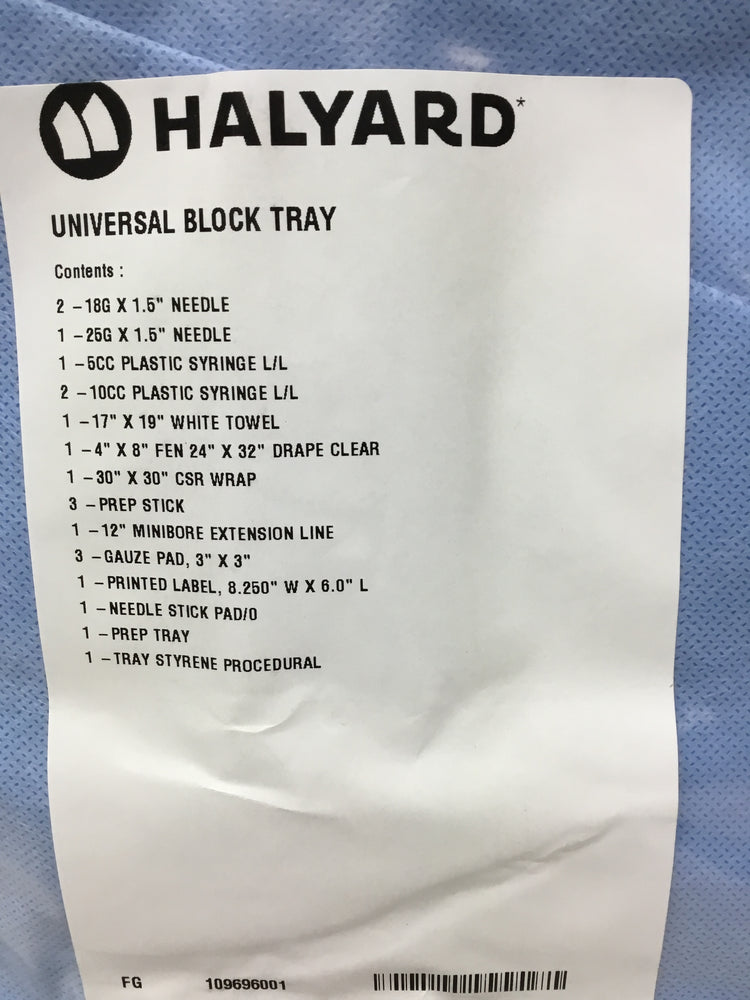 HALYARD*
UNIVERSAL BLOCK TRAY
Contents :
2 -18G X 1.5" NEEDLE
1 -25G X 1.5" NEEDLE
1 -5CC PLASTIC SYRINGE L/L
2 -10CC PLASTIC SYRINGE L/L
1 -17" X 19" WHITE TOWEL
1 -4" X 8" FEN 24" X 32" DRAPE CLEAR
1 -30" X 30" CSR WRAP
3 -PREP STICK
1 -12" MINIBORE EXTENSION LINE
3 -GAUZE PAD, 3" X 3"
1 -PRINTED LABEL, 8.250" W X 6.0" L
1 -NEEDLE STICK PAD/0
1 -PREP TRAY
1 -TRAY STYRENE PROCEDURAL
FG 109696001